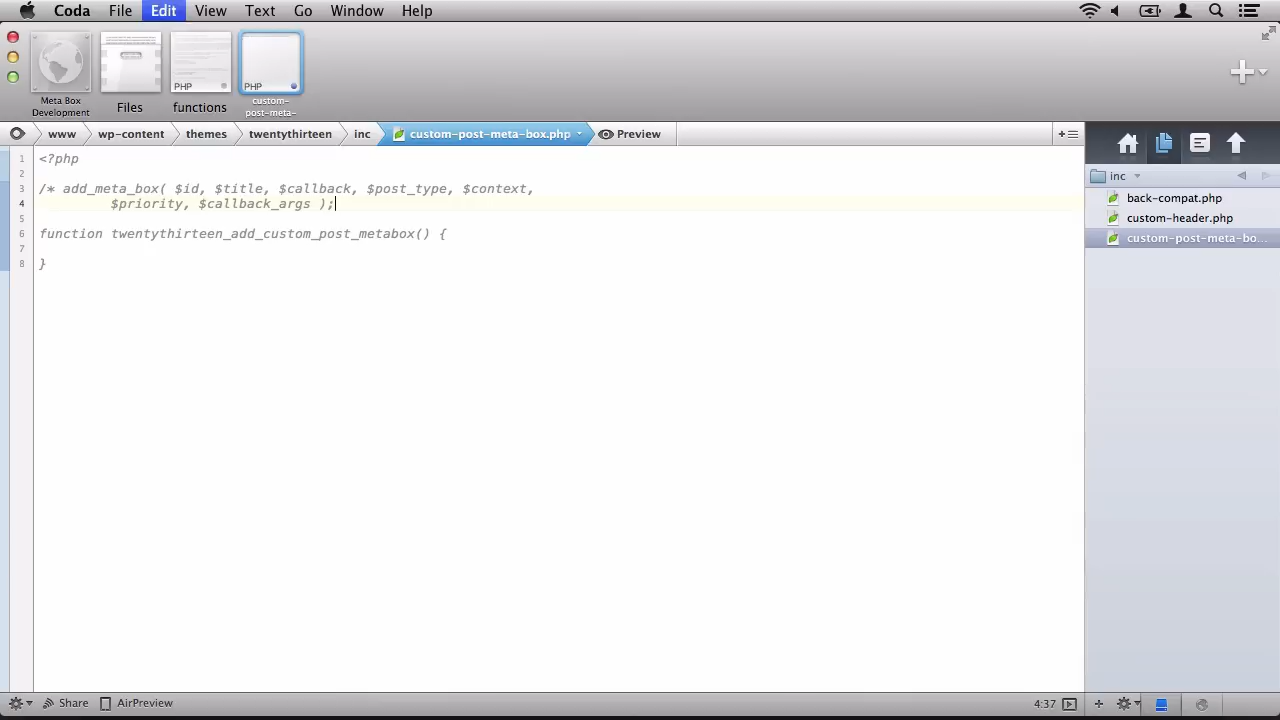 Coda File Edit View Text Go Window Help
PHP
PHP
Meta Box
Development
Files
functions
custom-
post-meta-
www wp-content themes twentythirteen inc custom-post-meta-box.php Preview
inc
back-compat.php
custom-header.php
custom-post-meta-bo...
1 <?php
2
3 /* add_meta_box( $id, $title, $callback, $post_type, $context,
4 $priority, $callback_args );
5
6 function twentythirteen_add_custom_post_metabox() {
7
8 }
Share AirPreview 4:37